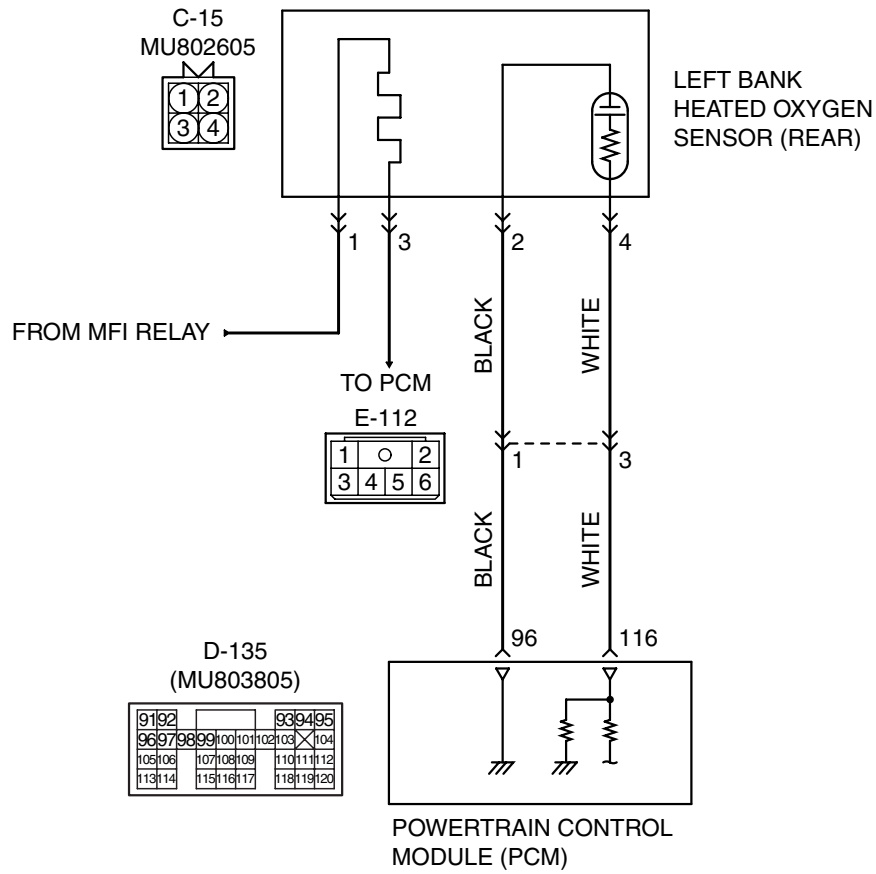 C-15
MU802605
1 2
3 4
LEFT BANK
HEATED OXYGEN
SENSOR (REAR)
1 3 2 4
FROM MFI RELAY
BLACK
WHITE
TO PCM
E-112
1 2
3 4 5 6
1 3
BLACK
WHITE
96 116
D-135
(MU803805)
91 92 93 94 95
96 97 98 99 100 101 102 103 104
105 106 107 108 109 110 111 112
113 114 115 116 117 118 119 120
POWERTRAIN CONTROL
MODULE (PCM)